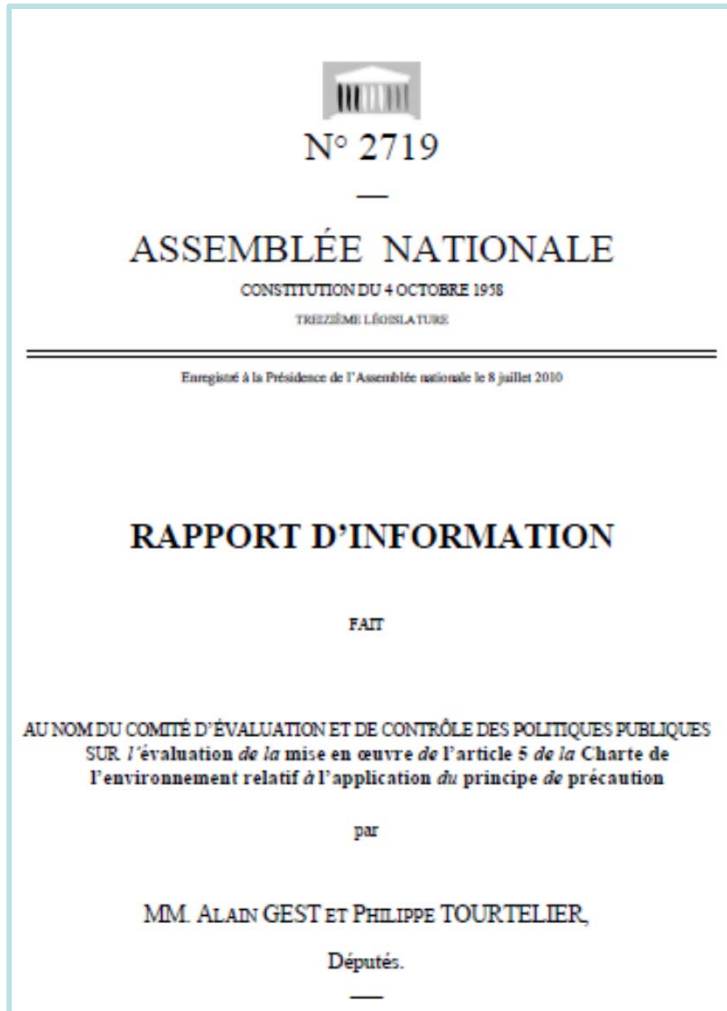 N° 2719
ASSEMBLÉE NATIONALE
CONSTITUTION DU 4 OCTOBRE 1958
TREIZIÈME LÉGISLATURE
Enregistré à la Présidence de l'Assemblée nationale le 8 juillet 2010
RAPPORT D'INFORMATION
FAIT
AU NOM DU COMITÉ D'ÉVALUATION ET DE CONTRÔLE DES POLITIQUES PUBLIQUES
SUR l'évaluation de la mise en œuvre de l'article 5 de la Charte de
l'environnement relatif à l'application du principe de précaution
par
MM. ALAIN GEST ET PHILIPPE TOURTELIER,
Députés.